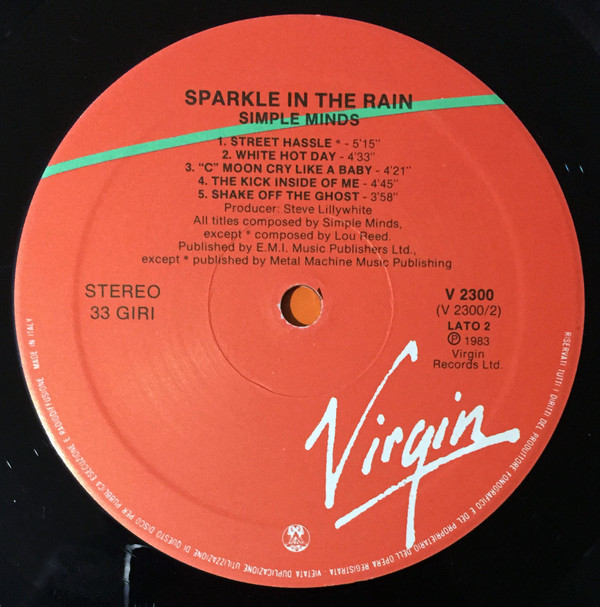 SPARKLE IN THE RAIN
SIMPLE MINDS
1. STREET HASSLE * - 5'15"
2. WHITE HOT DAY - 4'33"
3. "C" MOON CRY LIKE A BABY - 4'21"
4. THE KICK INSIDE OF ME - 4'45"
5. SHAKE OFF THE GHOST - 3'58"
Producer: Steve Lillywhite
All titles composed by Simple Minds,
except * composed by Lou Reed.
Published by E.M.I. Music Publishers Ltd.,
except * published by Metal Machine Music Publishing
STEREO
33 GIRI
V 2300
(V 2300/2)
LATO 2
℗ 1983
Virgin
Records Ltd.
Virgin
RISERVATI TUTTI I DIRITTI DEL PRODUTTORE FONOGRAFICO E DEL PROPRIETARIO DELL'OPERA REGISTRATA - VIETATA DUPLICAZIONE UTILIZZAZIONE DI QUESTO DISCO PER PUBBLICA ESECUZIONE E RADIODIFFUSIONE MADE IN ITALY